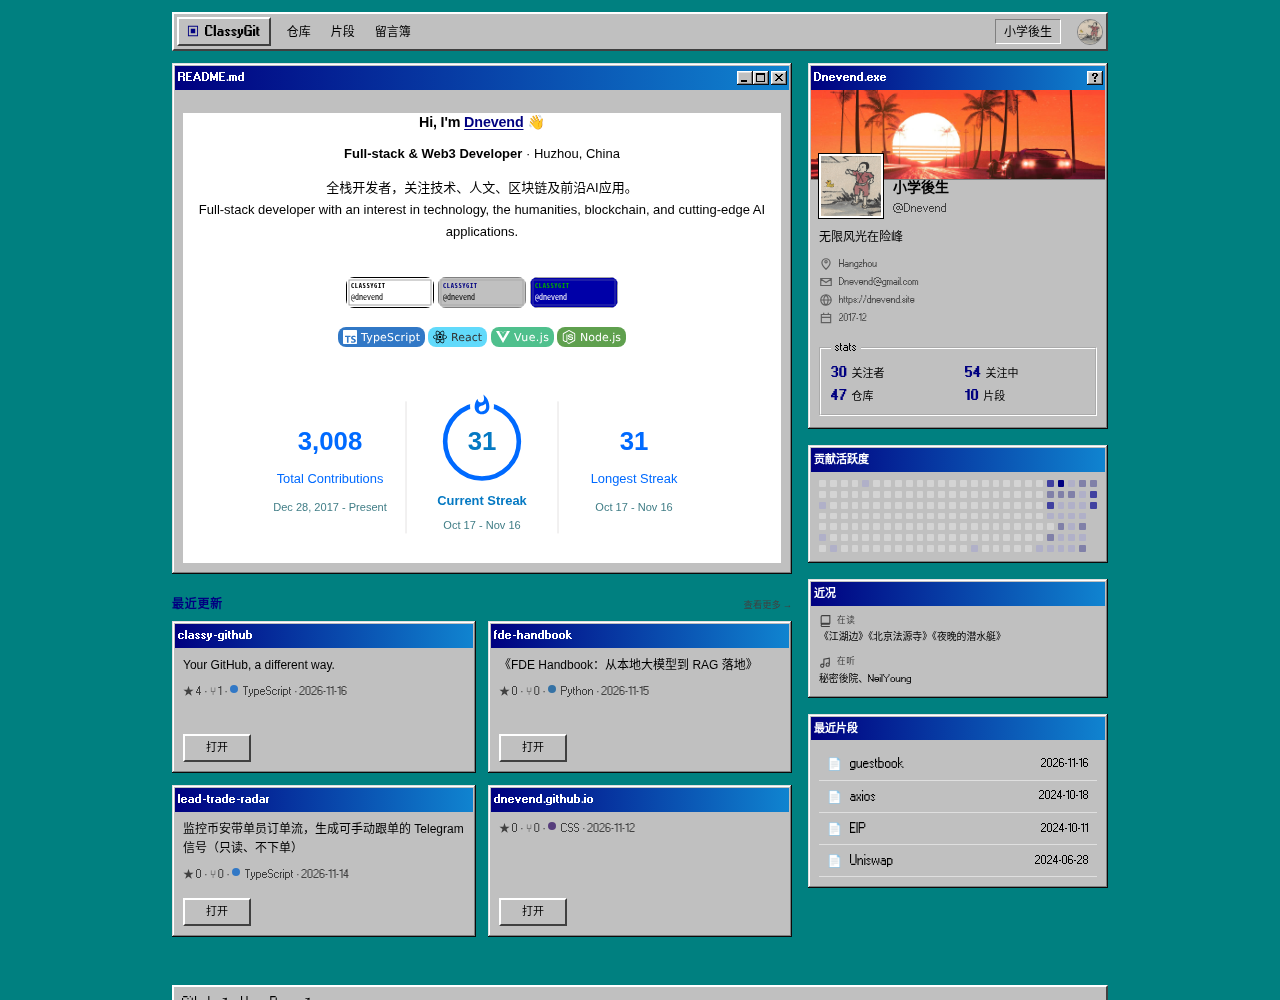 ClassyGit 仓库 片段 留言簿 小学後生
README.md
Hi, I'm Dnevend 👋
Full-stack & Web3 Developer · Huzhou, China
全栈开发者，关注技术、人文、区块链及前沿AI应用。
Full-stack developer with an interest in technology, the humanities, blockchain, and cutting-edge AI
applications.
CLASSYGIT
@dnevend
CLASSYGIT
@dnevend
CLASSYGIT
@dnevend
TypeScript React Vue.js Node.js
3,008
Total Contributions
Dec 28, 2017 - Present
31
Current Streak
Oct 17 - Nov 16
31
Longest Streak
Oct 17 - Nov 16
最近更新 查看更多→
classy-github
Your GitHub, a different way.
★4 · ⑂1 · TypeScript · 2026-11-16
打开
fde-handbook
《FDE Handbook：从本地大模型到 RAG 落地》
★0 · ⑂0 · Python · 2026-11-15
打开
lead-trade-radar
监控币安带单员订单流，生成可手动跟单的 Telegram
信号（只读、不下单）
★0 · ⑂0 · TypeScript · 2026-11-14
打开
dnevend.github.io
★0 · ⑂0 · CSS · 2026-11-12
打开
Dnevend.exe ?
小学後生
@Dnevend
无限风光在险峰
Hangzhou
Dnevend@gmail.com
https://dnevend.site
2017-12
stats
30 关注者 54 关注中
47 仓库 10 片段
贡献活跃度
近况
在读
《江湖边》《北京法源寺》《夜晚的潜水艇》
在听
秘密後院、NeilYoung
最近片段
guestbook 2026-11-16
axios 2024-10-18
EIP 2024-10-11
Uniswap 2024-06-28